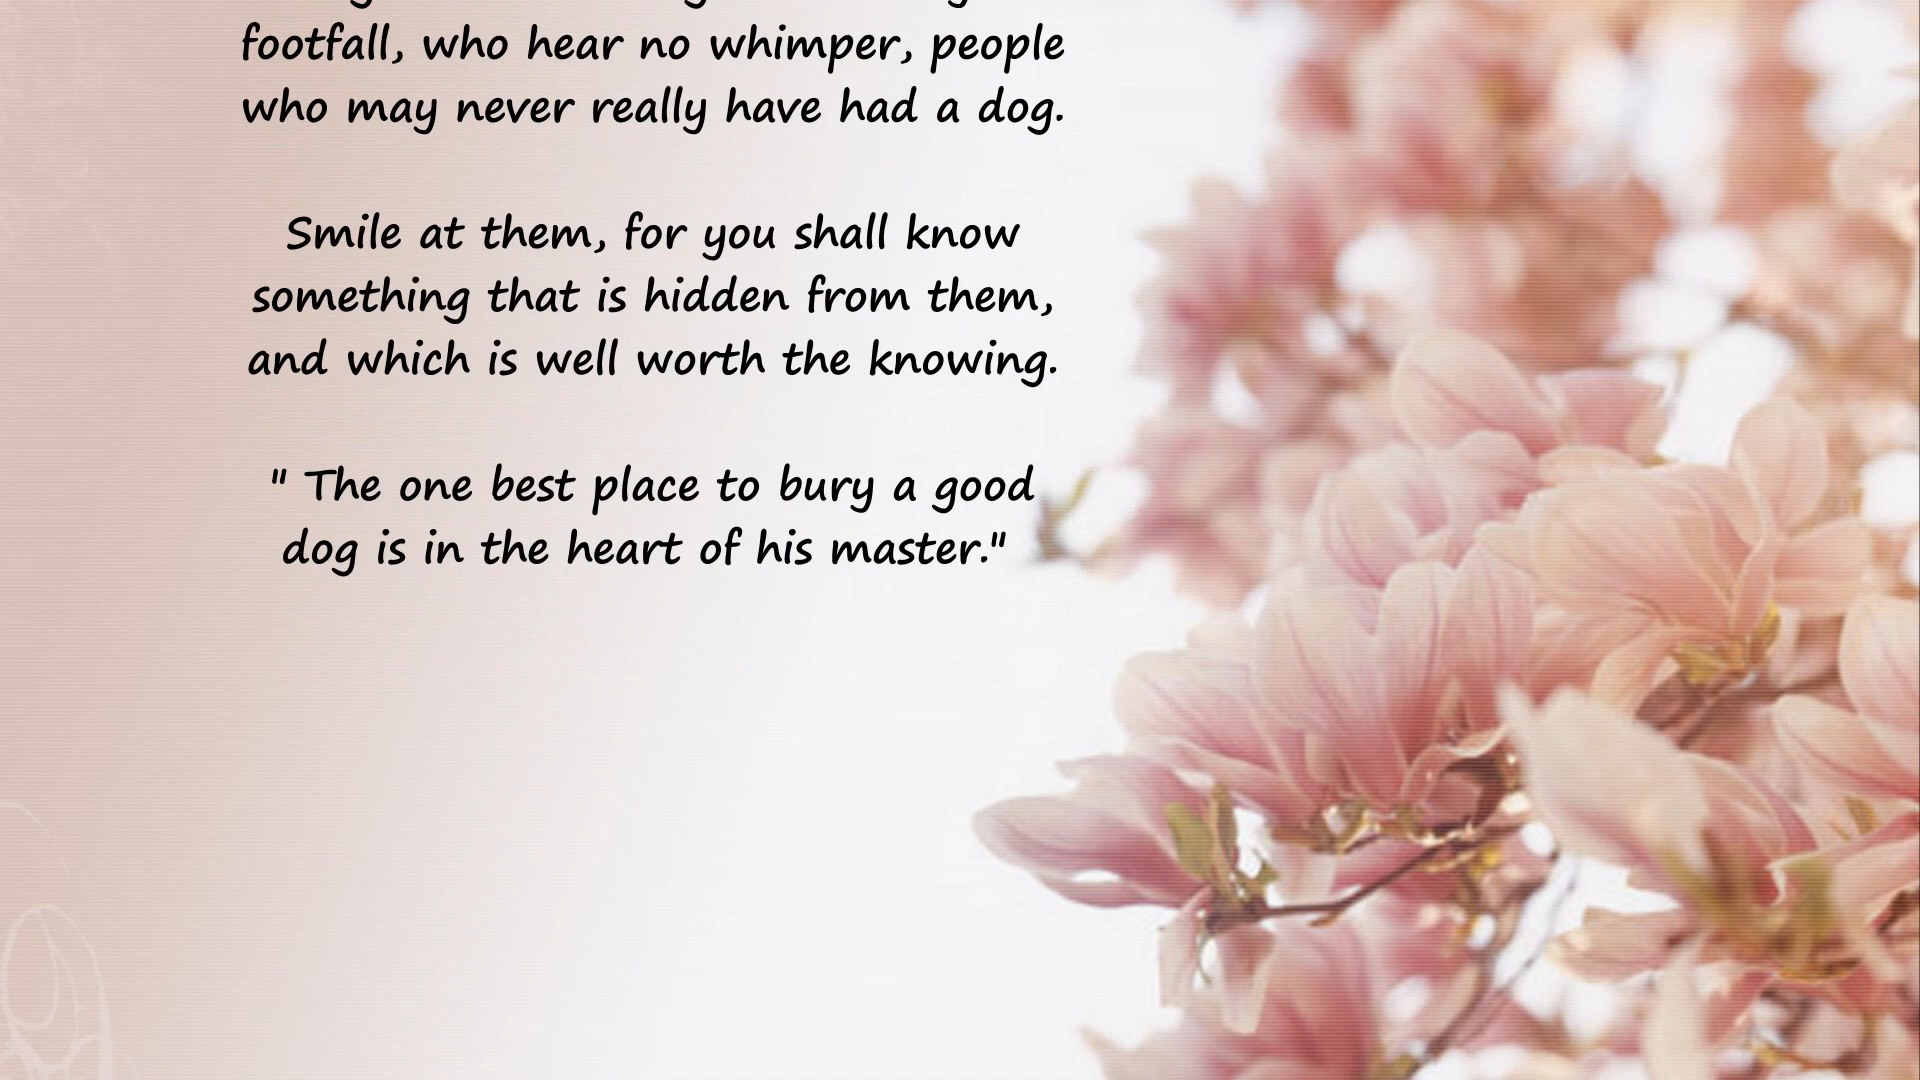 footfall, who hear no whimper, people
who may never really have had a dog.
Smile at them, for you shall know
something that is hidden from them,
and which is well worth the knowing.
" The one best place to bury a good
dog is in the heart of his master."